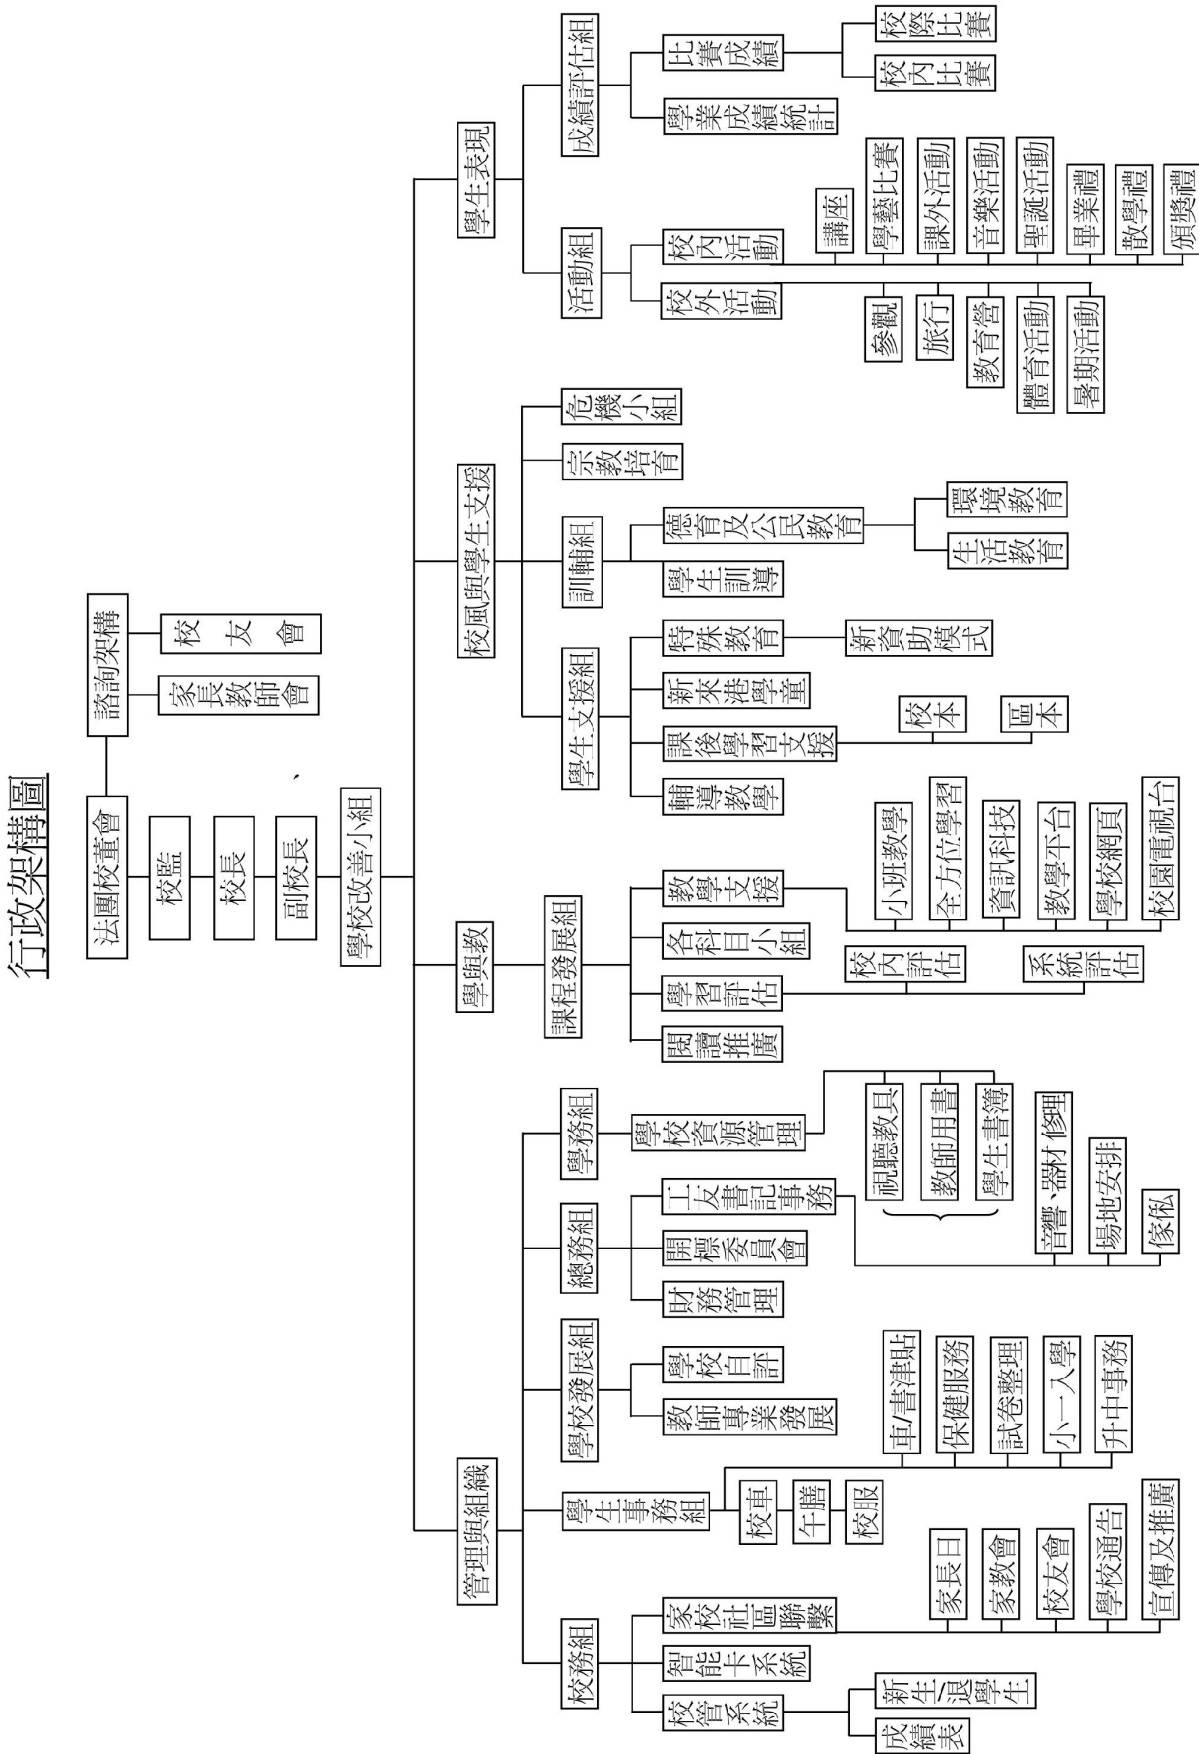 行政架構圖
法團校董會
諮詢架構
家長教師會
校友會
校監
校長
副校長
、
學校改善小組
管理與組織
學與教
校風與學生支援
學生表現
校務組
學生事務組
學校發展組
總務組
學務組
課程發展組
學生支援組
訓輔組
宗教培育
危機小組
活動組
成績評估組
校管系統
智能卡系統
家校社區聯繫
教師專業發展
學校自評
財務管理
開標委員會
工友書記事務
學校資源管理
閱讀推廣
學習評估
各科目小組
教學支援
輔導教學
課後學習支援
新來港學童
特殊教育
學生訓導
德育及公民教育
校外活動
校內活動
學業成績統計
比賽成績
成績表
新生/退學生
家長日
家教會
校友會
學校通告
宣傳及推廣
校車
午膳
校服
車/書津貼
保健服務
試卷整理
小一入學
升中事務
音響、器材修理
場地安排
傢俬
視聽教具
教師用書
學生書簿
校內評估
系統評估
小班教學
全方位學習
資訊科技
教學平台
學校網頁
校園電視台
校本
區本
新資助模式
生活教育
環境教育
參觀
旅行
教育營
體育活動
暑期活動
講座
學藝比賽
課外活動
音樂活動
聖誕活動
畢業禮
散學禮
頒獎禮
校內比賽
校際比賽